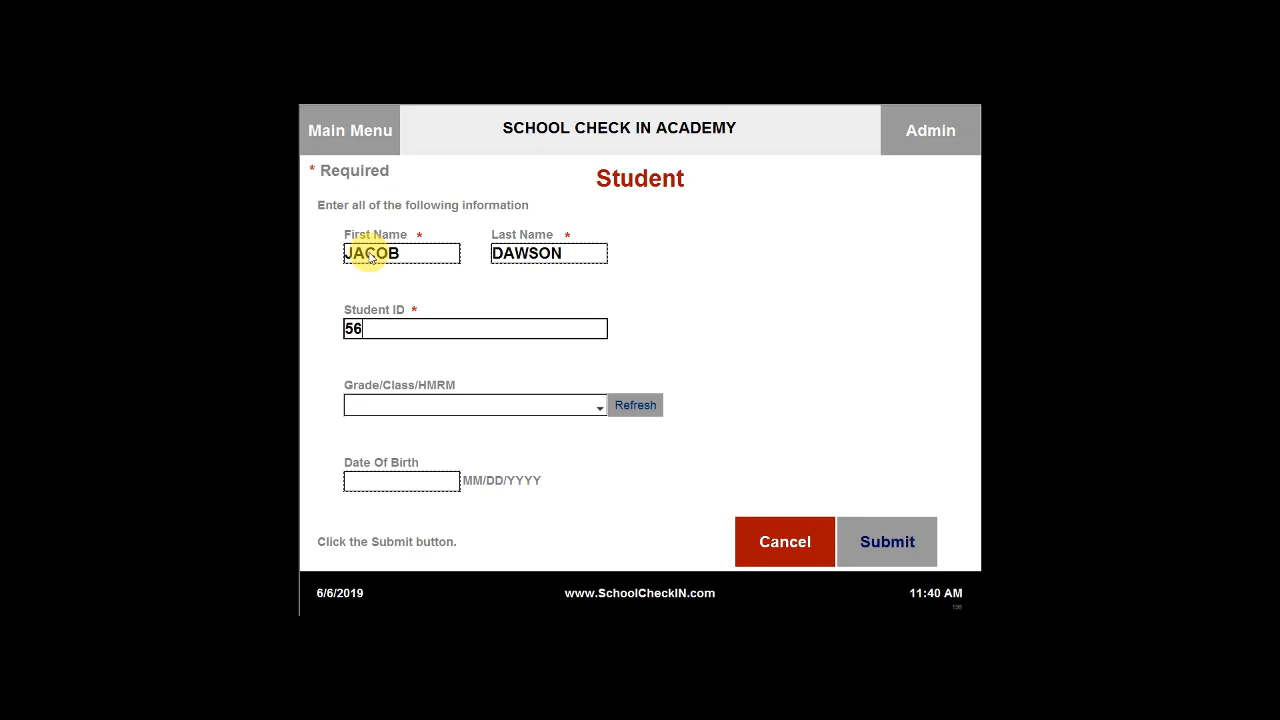 Main Menu
SCHOOL CHECK IN ACADEMY
Admin
* Required
Student
Enter all of the following information
First Name *
Last Name *
JACOB
DAWSON
Student ID *
56
Grade/Class/HMRM
Refresh
Date Of Birth
MM/DD/YYYY
Click the Submit button.
Cancel
Submit
6/6/2019
www.SchoolCheckIN.com
11:40 AM